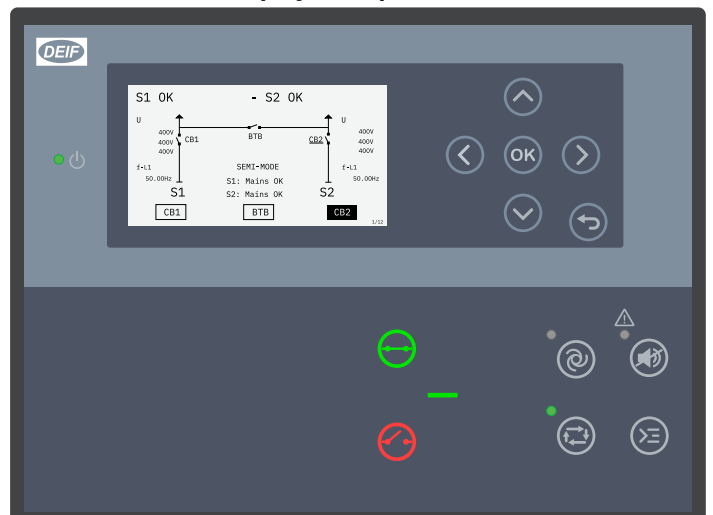 DEIF
S1 OK - S2 OK
U U
400V 400V
400V CB1 BTB CB2 400V
400V 400V
f-L1 SEMI-MODE f-L1
50.00Hz S1: Mains OK 50.00Hz
S1 S2: Mains OK S2
CB1 BTB CB2
1/12
OK